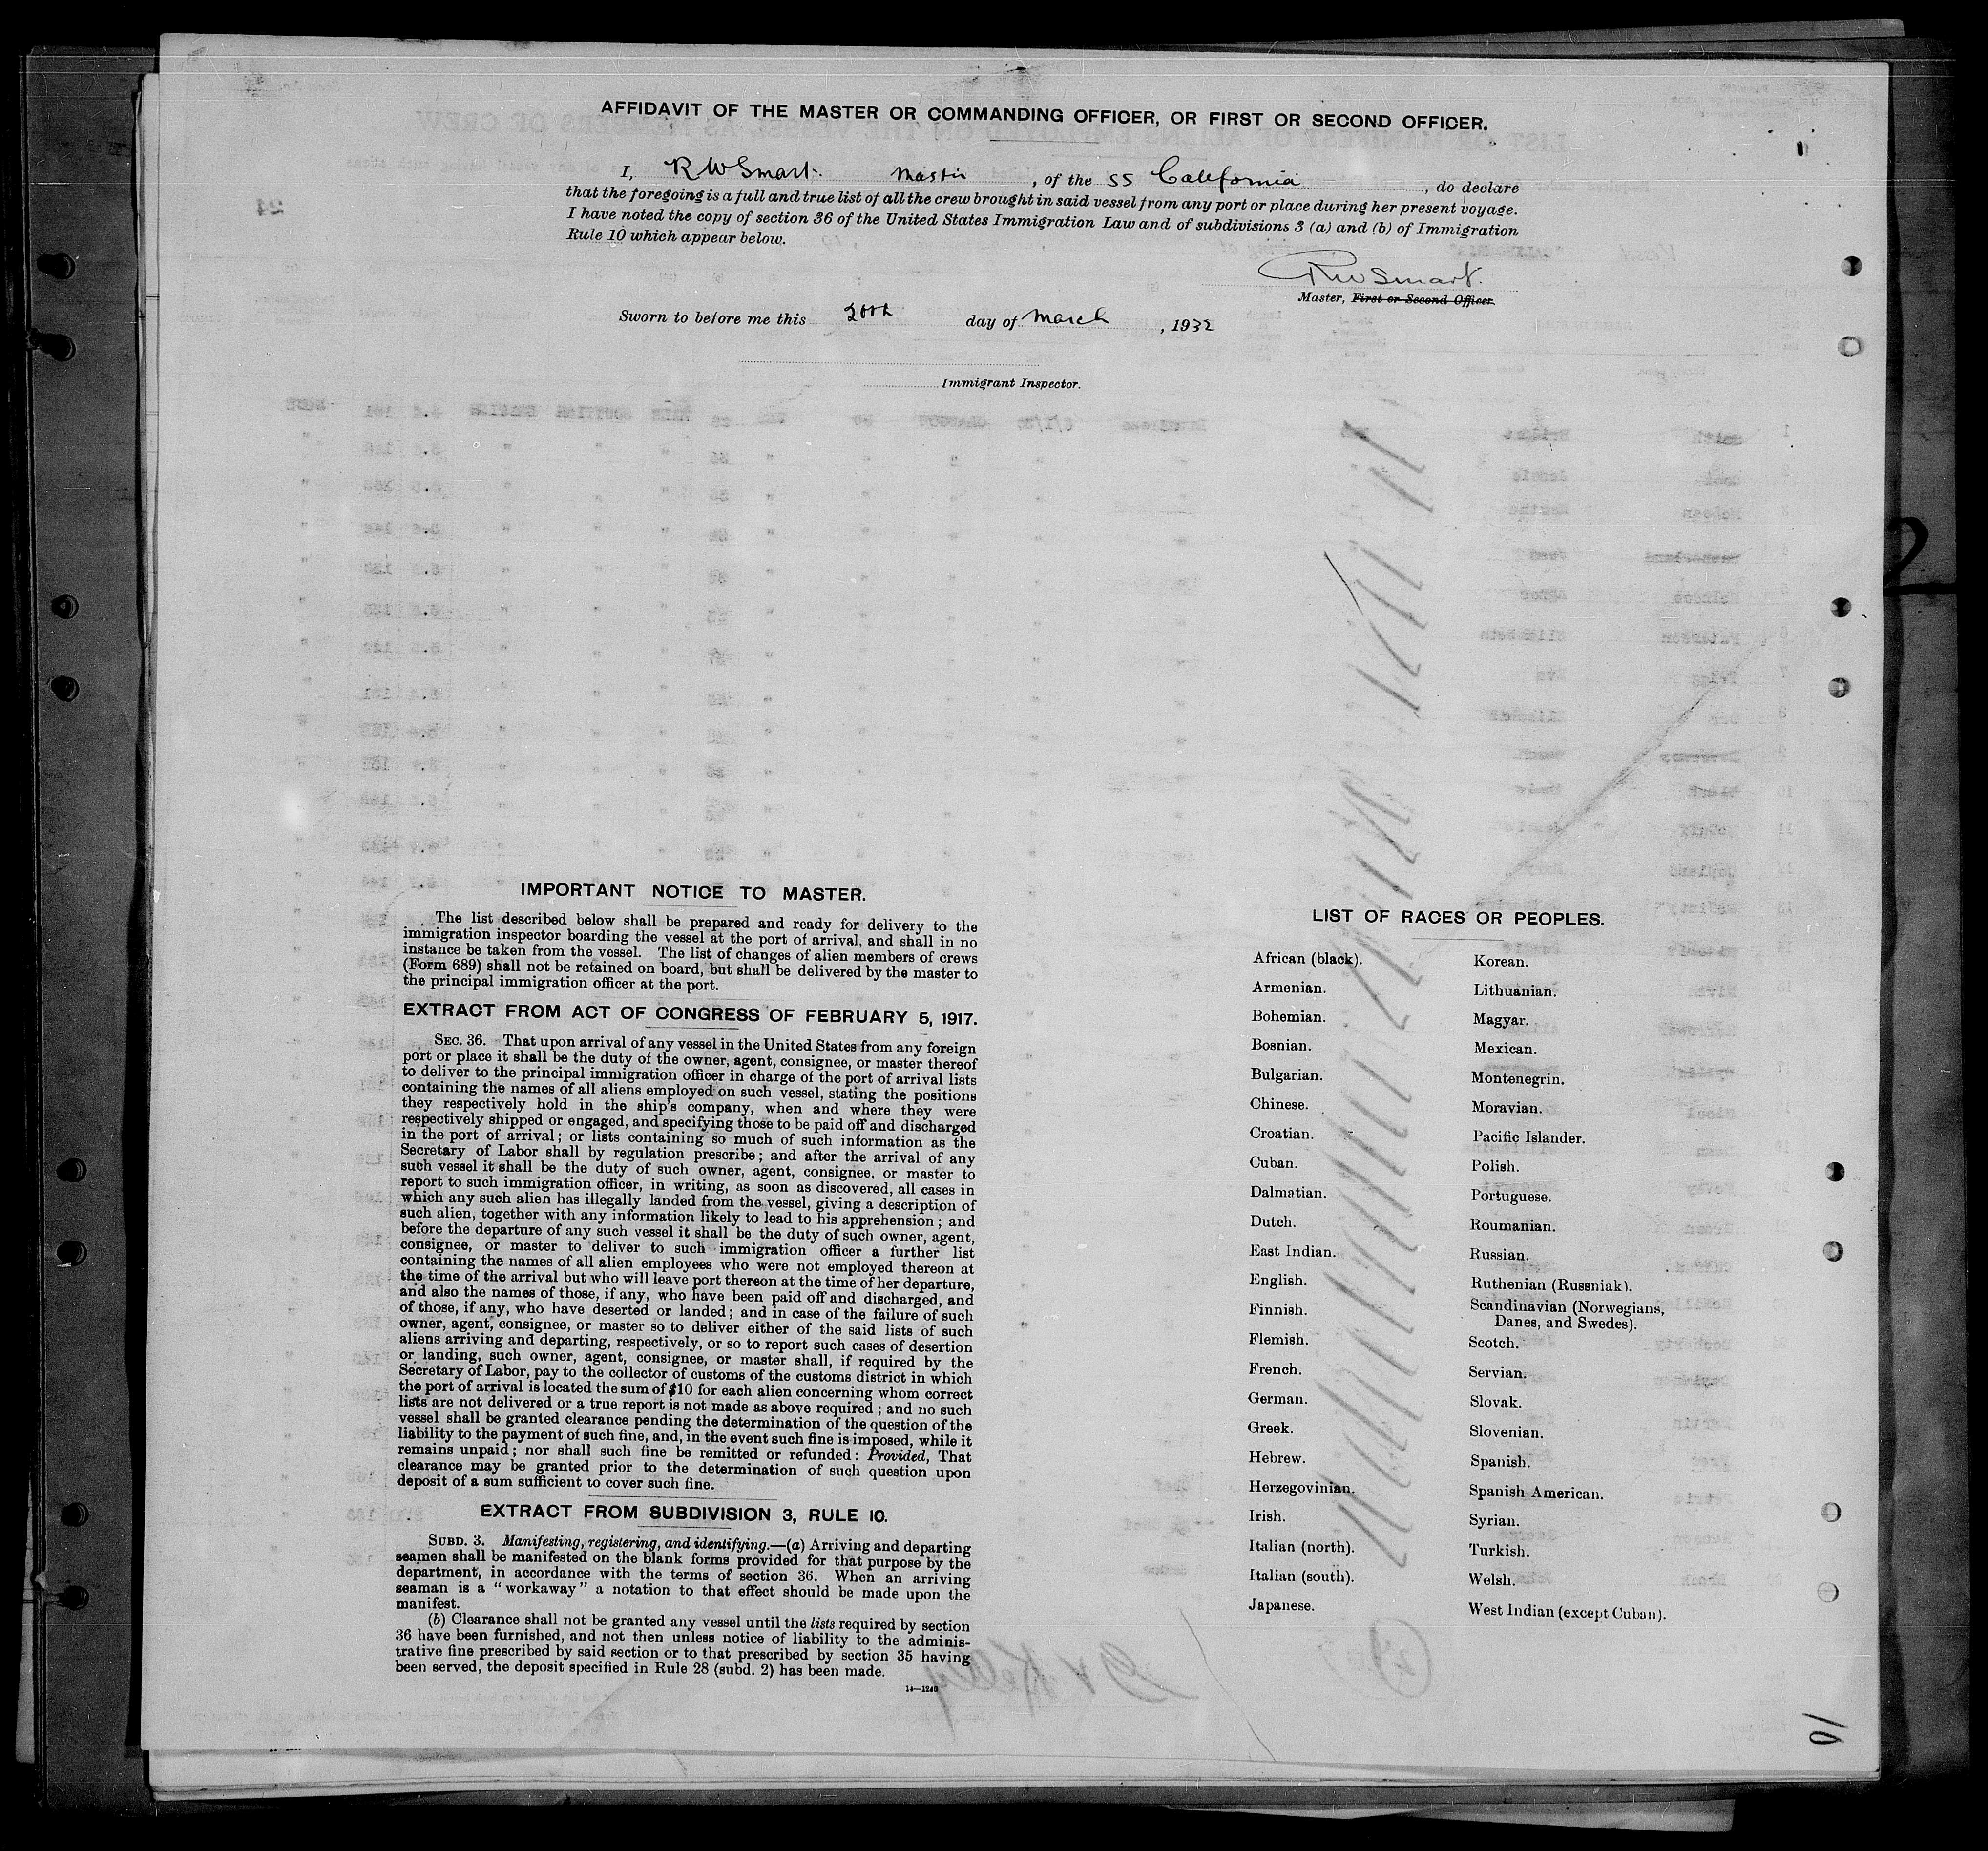 AFFIDAVIT OF THE MASTER OR COMMANDING OFFICER, OR FIRST OR SECOND OFFICER.
I, R W Smart. Master, of the SS California, do declare
that the foregoing is a full and true list of all the crew brought in said vessel from any port or place during her present voyage.
I have noted the copy of section 36 of the United States Immigration Law and of subdivisions 3 (a) and (b) of Immigration
Rule 10 which appear below.
R W Smart.
Master, First or Second Officer.
Sworn to before me this 20th day of March, 1932
Immigrant Inspector.
IMPORTANT NOTICE TO MASTER.
The list described below shall be prepared and ready for delivery to the
immigration inspector boarding the vessel at the port of arrival, and shall in no
instance be taken from the vessel. The list of changes of alien members of crews
(Form 689) shall not be retained on board, but shall be delivered by the master to
the principal immigration officer at the port.
EXTRACT FROM ACT OF CONGRESS OF FEBRUARY 5, 1917.
SEC. 36. That upon arrival of any vessel in the United States from any foreign
port or place it shall be the duty of the owner, agent, consignee, or master thereof
to deliver to the principal immigration officer in charge of the port of arrival lists
containing the names of all aliens employed on such vessel, stating the positions
they respectively hold in the ship's company, when and where they were
respectively shipped or engaged, and specifying those to be paid off and discharged
in the port of arrival; or lists containing so much of such information as the
Secretary of Labor shall by regulation prescribe; and after the arrival of any
such vessel it shall be the duty of such owner, agent, consignee, or master to
report to such immigration officer, in writing, as soon as discovered, all cases in
which any such alien has illegally landed from the vessel, giving a description of
such alien, together with any information likely to lead to his apprehension; and
before the departure of any such vessel it shall be the duty of such owner, agent,
consignee, or master to deliver to such immigration officer a further list
containing the names of all alien employees who were not employed thereon at
the time of the arrival but who will leave port thereon at the time of her departure,
and also the names of those, if any, who have been paid off and discharged, and
of those, if any, who have deserted or landed; and in case of the failure of such
owner, agent, consignee, or master so to deliver either of the said lists of such
aliens arriving and departing, respectively, or so to report such cases of desertion
or landing, such owner, agent, consignee, or master shall, if required by the
Secretary of Labor, pay to the collector of customs of the customs district in which
the port of arrival is located the sum of $10 for each alien concerning whom correct
lists are not delivered or a true report is not made as above required; and no such
vessel shall be granted clearance pending the determination of the question of the
liability to the payment of such fine, and, in the event such fine is imposed, while it
remains unpaid; nor shall such fine be remitted or refunded: Provided, That
clearance may be granted prior to the determination of such question upon
deposit of a sum sufficient to cover such fine.
EXTRACT FROM SUBDIVISION 3, RULE 10.
SUBD. 3. Manifesting, registering, and identifying.—(a) Arriving and departing
seamen shall be manifested on the blank forms provided for that purpose by the
department, in accordance with the terms of section 36. When an arriving
seaman is a "workaway" a notation to that effect should be made upon the
manifest.
(b) Clearance shall not be granted any vessel until the lists required by section
36 have been furnished, and not then unless notice of liability to the adminis-
trative fine prescribed by said section or to that prescribed by section 35 having
been served, the deposit specified in Rule 28 (subd. 2) has been made.
14—1240
LIST OF RACES OR PEOPLES.
African (black).
Armenian.
Bohemian.
Bosnian.
Bulgarian.
Chinese.
Croatian.
Cuban.
Dalmatian.
Dutch.
East Indian.
English.
Finnish.
Flemish.
French.
German.
Greek.
Hebrew.
Herzegovinian.
Irish.
Italian (north).
Italian (south).
Japanese.
Korean.
Lithuanian.
Magyar.
Mexican.
Montenegrin.
Moravian.
Pacific Islander.
Polish.
Portuguese.
Roumanian.
Russian.
Ruthenian (Russniak).
Scandinavian (Norwegians,
Danes, and Swedes).
Scotch.
Servian.
Slovak.
Slovenian.
Spanish.
Spanish American.
Syrian.
Turkish.
Welsh.
West Indian (except Cuban).
10